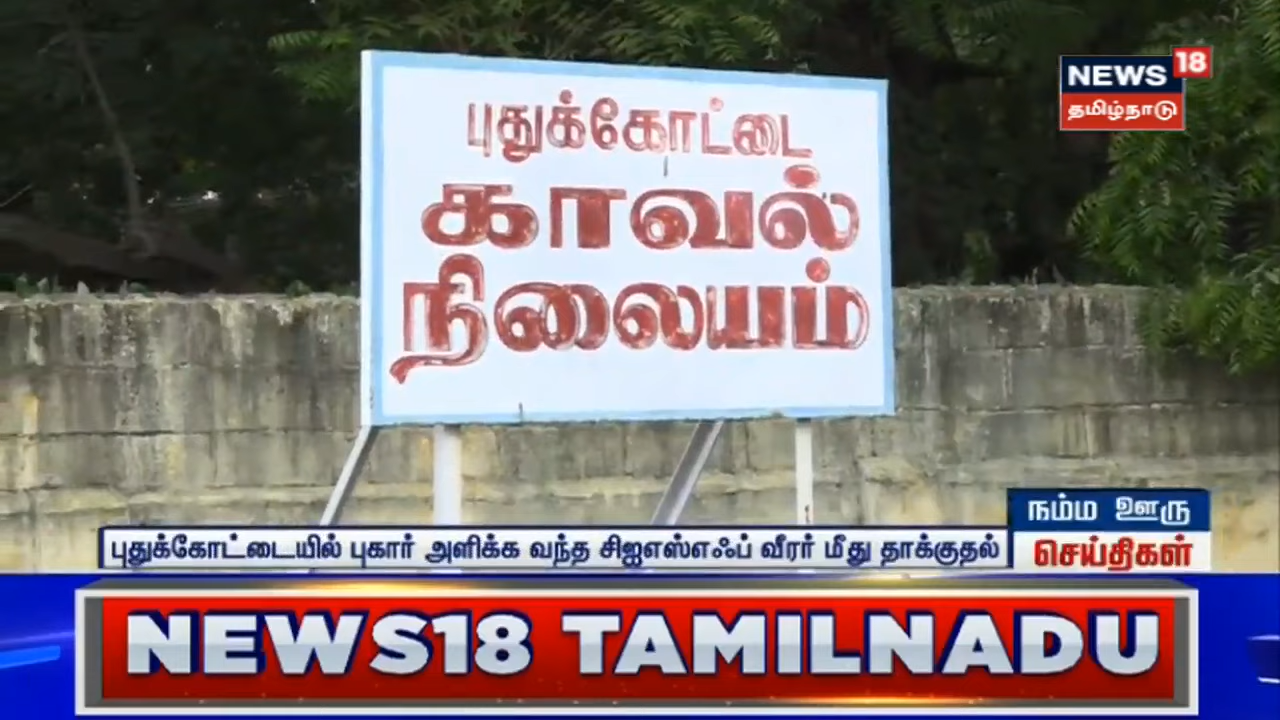 NEWS 18
தமிழ்நாடு
புதுக்கோட்டை
காவல்
நிலையம்
நம்ம ஊரு
செய்திகள்
புதுக்கோட்டையில் புகார் அளிக்க வந்த சிஐஎஸ்எஃப் வீரர் மீது தாக்குதல்
NEWS18 TAMILNADU